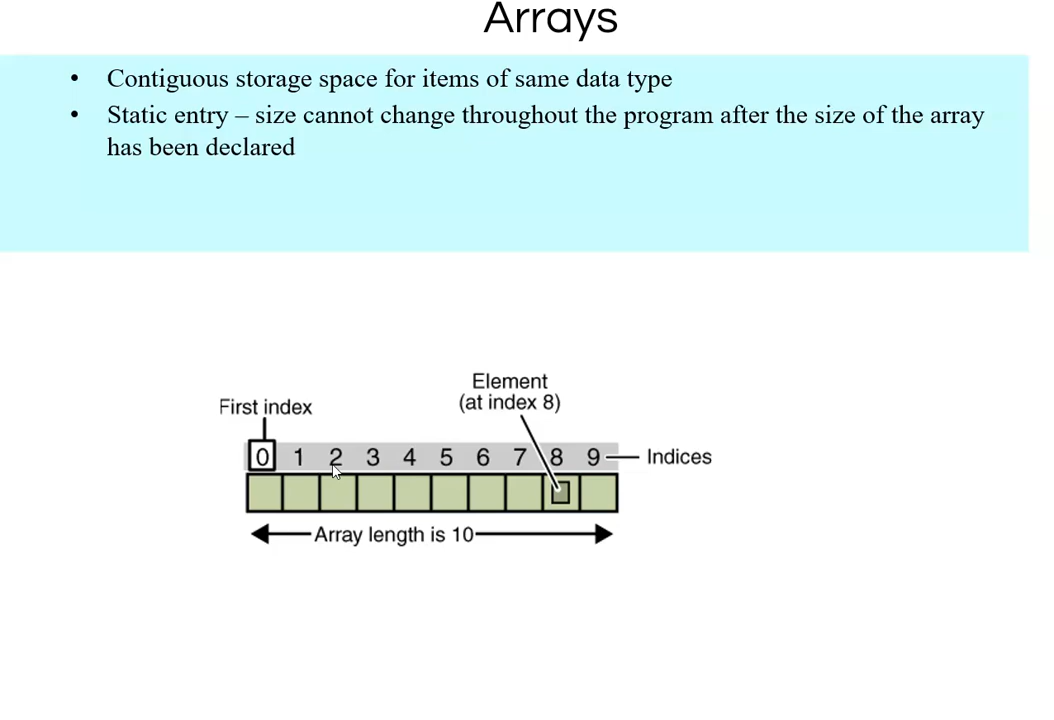 Arrays
• Contiguous storage space for items of same data type
• Static entry – size cannot change throughout the program after the size of the array
has been declared
Element
(at index 8)
First index
0 1 2 3 4 5 6 7 8 9
Indices
Array length is 10